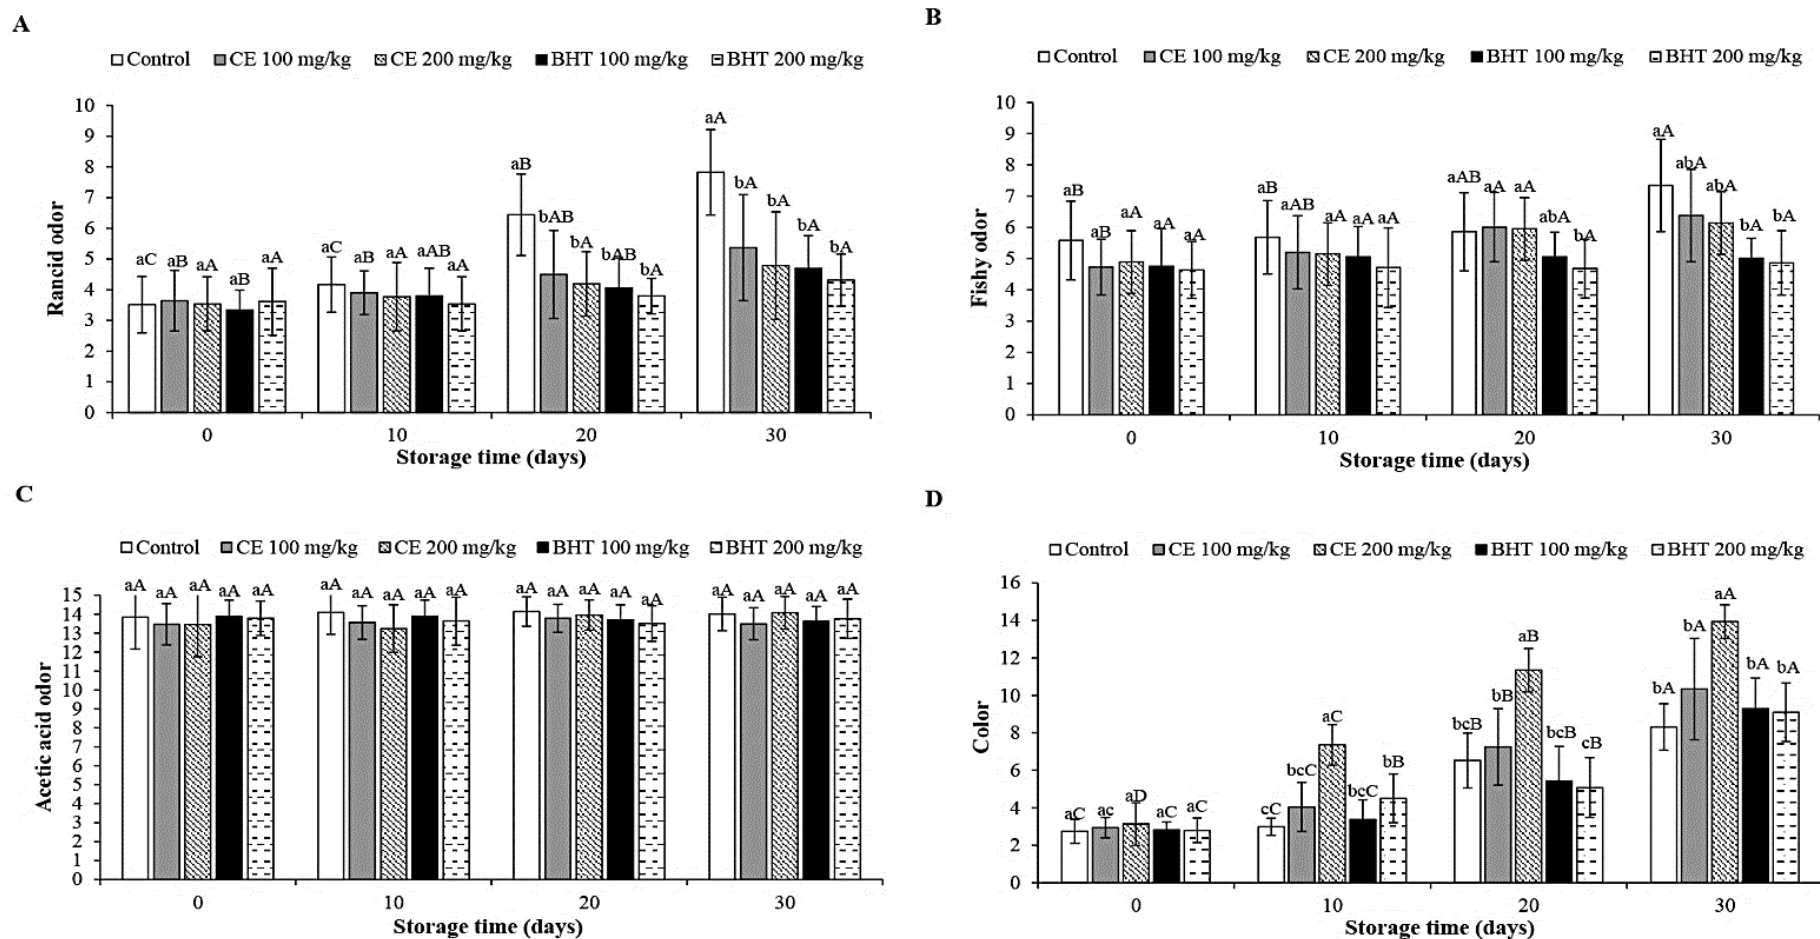 A
Control CE 100 mg/kg CE 200 mg/kg BHT 100 mg/kg BHT 200 mg/kg
10
9
8
7
6
5
4
3
2
1
0
Rancid odor
aC aB aA aB aA
aC aB aA aAB aA
aB bAB bA bAB bA
aA bA bA bA bA
0 10 20 30
Storage time (days)
B
Control CE 100 mg/kg CE 200 mg/kg BHT 100 mg/kg BHT 200 mg/kg
10
9
8
7
6
5
4
3
2
1
0
Fishy odor
aB aB aA aA aA
aB aAB aA aA aA
aAB aA aA abA bA
aA abA abA bA bA
0 10 20 30
Storage time (days)
C
Control CE 100 mg/kg CE 200 mg/kg BHT 100 mg/kg BHT 200 mg/kg
15
14
13
12
11
10
9
8
7
6
5
4
3
2
1
0
Acetic acid odor
aA aA aA aA aA
aA aA aA aA aA
aA aA aA aA aA
aA aA aA aA aA
0 10 20 30
Storage time (days)
D
Control CE 100 mg/kg CE 200 mg/kg BHT 100 mg/kg BHT 200 mg/kg
16
14
12
10
8
6
4
2
0
Color
aC ac aD aC aC
cC bcC aC bcC bB
bcB bB aB bcB cB
bA bA aA bA bA
0 10 20 30
Storage time (days)